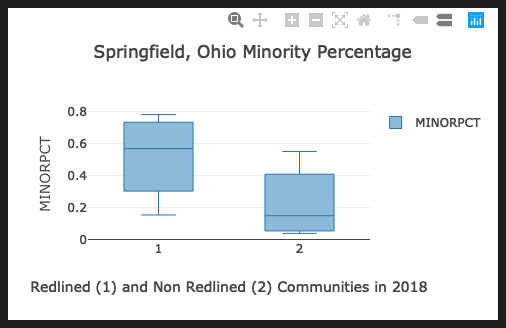 Springfield, Ohio Minority Percentage
0.8
0.6
0.4
0.2
0
MINORPCT
1
2
MINORPCT
Redlined (1) and Non Redlined (2) Communities in 2018